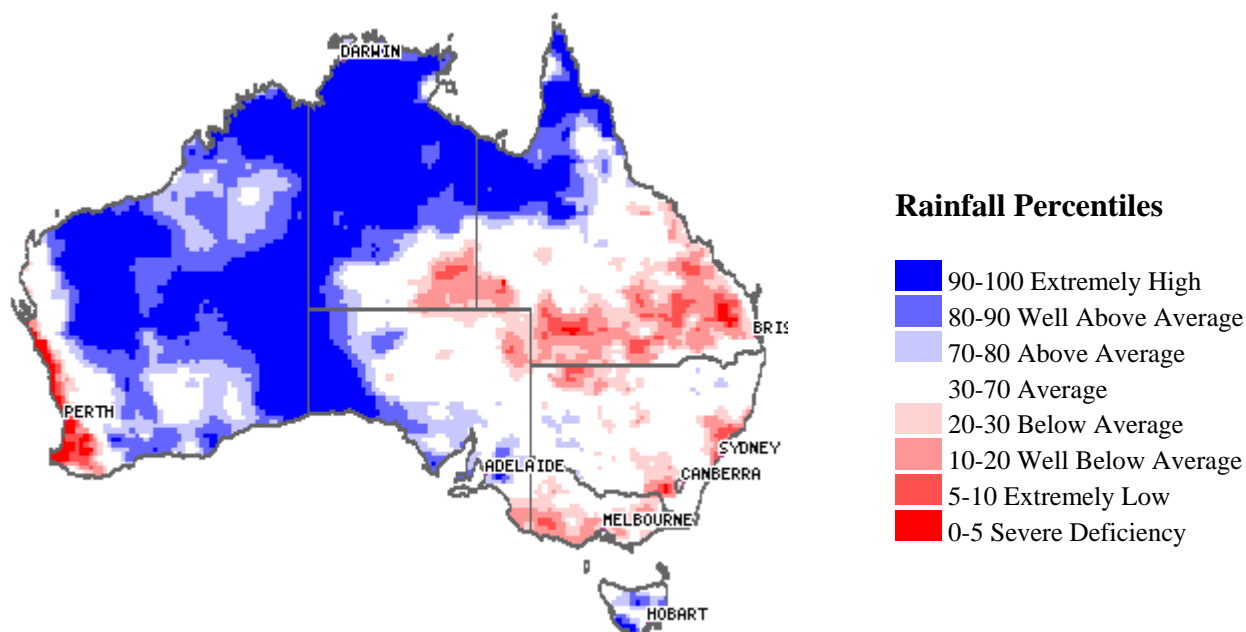 DARWIN
BRIS
PERTH
SYDNEY
ADELAIDE
CANBERRA
MELBOURNE
HOBART
Rainfall Percentiles
90-100 Extremely High
80-90 Well Above Average
70-80 Above Average
30-70 Average
20-30 Below Average
10-20 Well Below Average
5-10 Extremely Low
0-5 Severe Deficiency